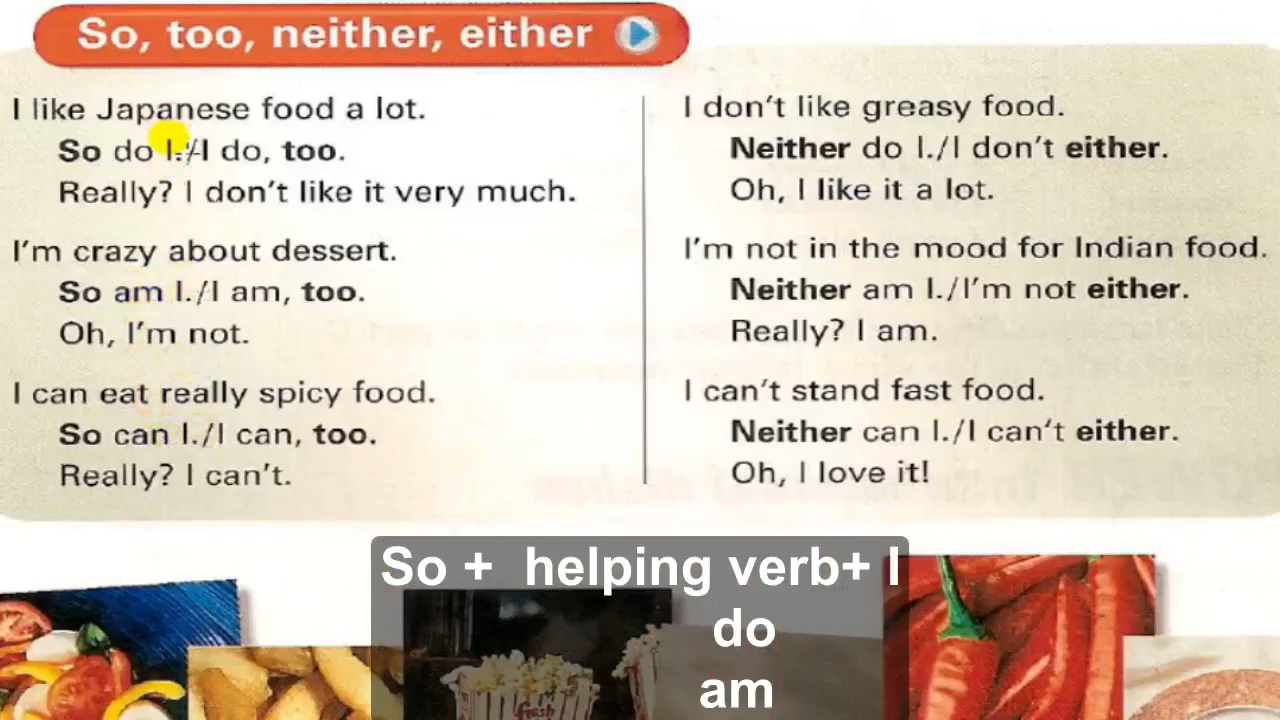 So, too, neither, either
I like Japanese food a lot.
So do I./I do, too.
Really? I don't like it very much.
I'm crazy about dessert.
So am I./I am, too.
Oh, I'm not.
I can eat really spicy food.
So can I./I can, too.
Really? I can't.
I don't like greasy food.
Neither do I./I don't either.
Oh, I like it a lot.
I'm not in the mood for Indian food.
Neither am I./I'm not either.
Really? I am.
I can't stand fast food.
Neither can I./I can't either.
Oh, I love it!
So + helping verb+ I
do
am
fresh